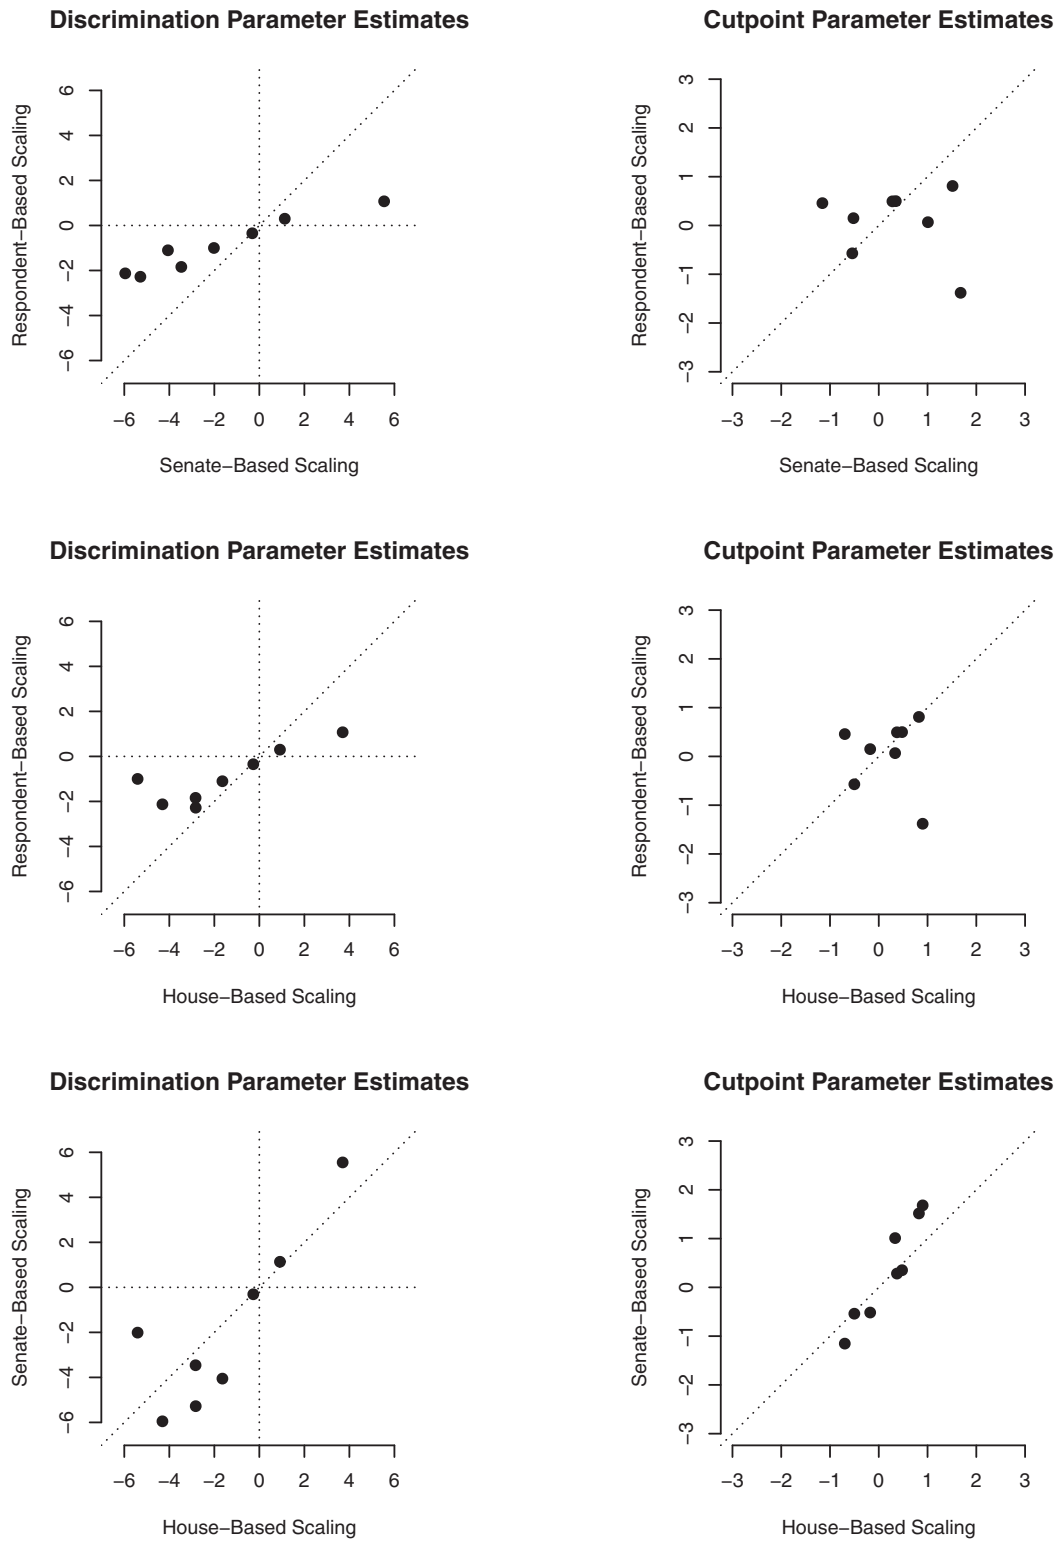 Discrimination Parameter Estimates
Cutpoint Parameter Estimates
Respondent−Based Scaling
6
4
2
0
−2
−4
−6
−6 −4 −2 0 2 4 6
Senate−Based Scaling
Respondent−Based Scaling
3
2
1
0
−1
−2
−3
−3 −2 −1 0 1 2 3
Senate−Based Scaling
Discrimination Parameter Estimates
Cutpoint Parameter Estimates
Respondent−Based Scaling
6
4
2
0
−2
−4
−6
−6 −4 −2 0 2 4 6
House−Based Scaling
Respondent−Based Scaling
3
2
1
0
−1
−2
−3
−3 −2 −1 0 1 2 3
House−Based Scaling
Discrimination Parameter Estimates
Cutpoint Parameter Estimates
Senate−Based Scaling
6
4
2
0
−2
−4
−6
−6 −4 −2 0 2 4 6
House−Based Scaling
Senate−Based Scaling
3
2
1
0
−1
−2
−3
−3 −2 −1 0 1 2 3
House−Based Scaling